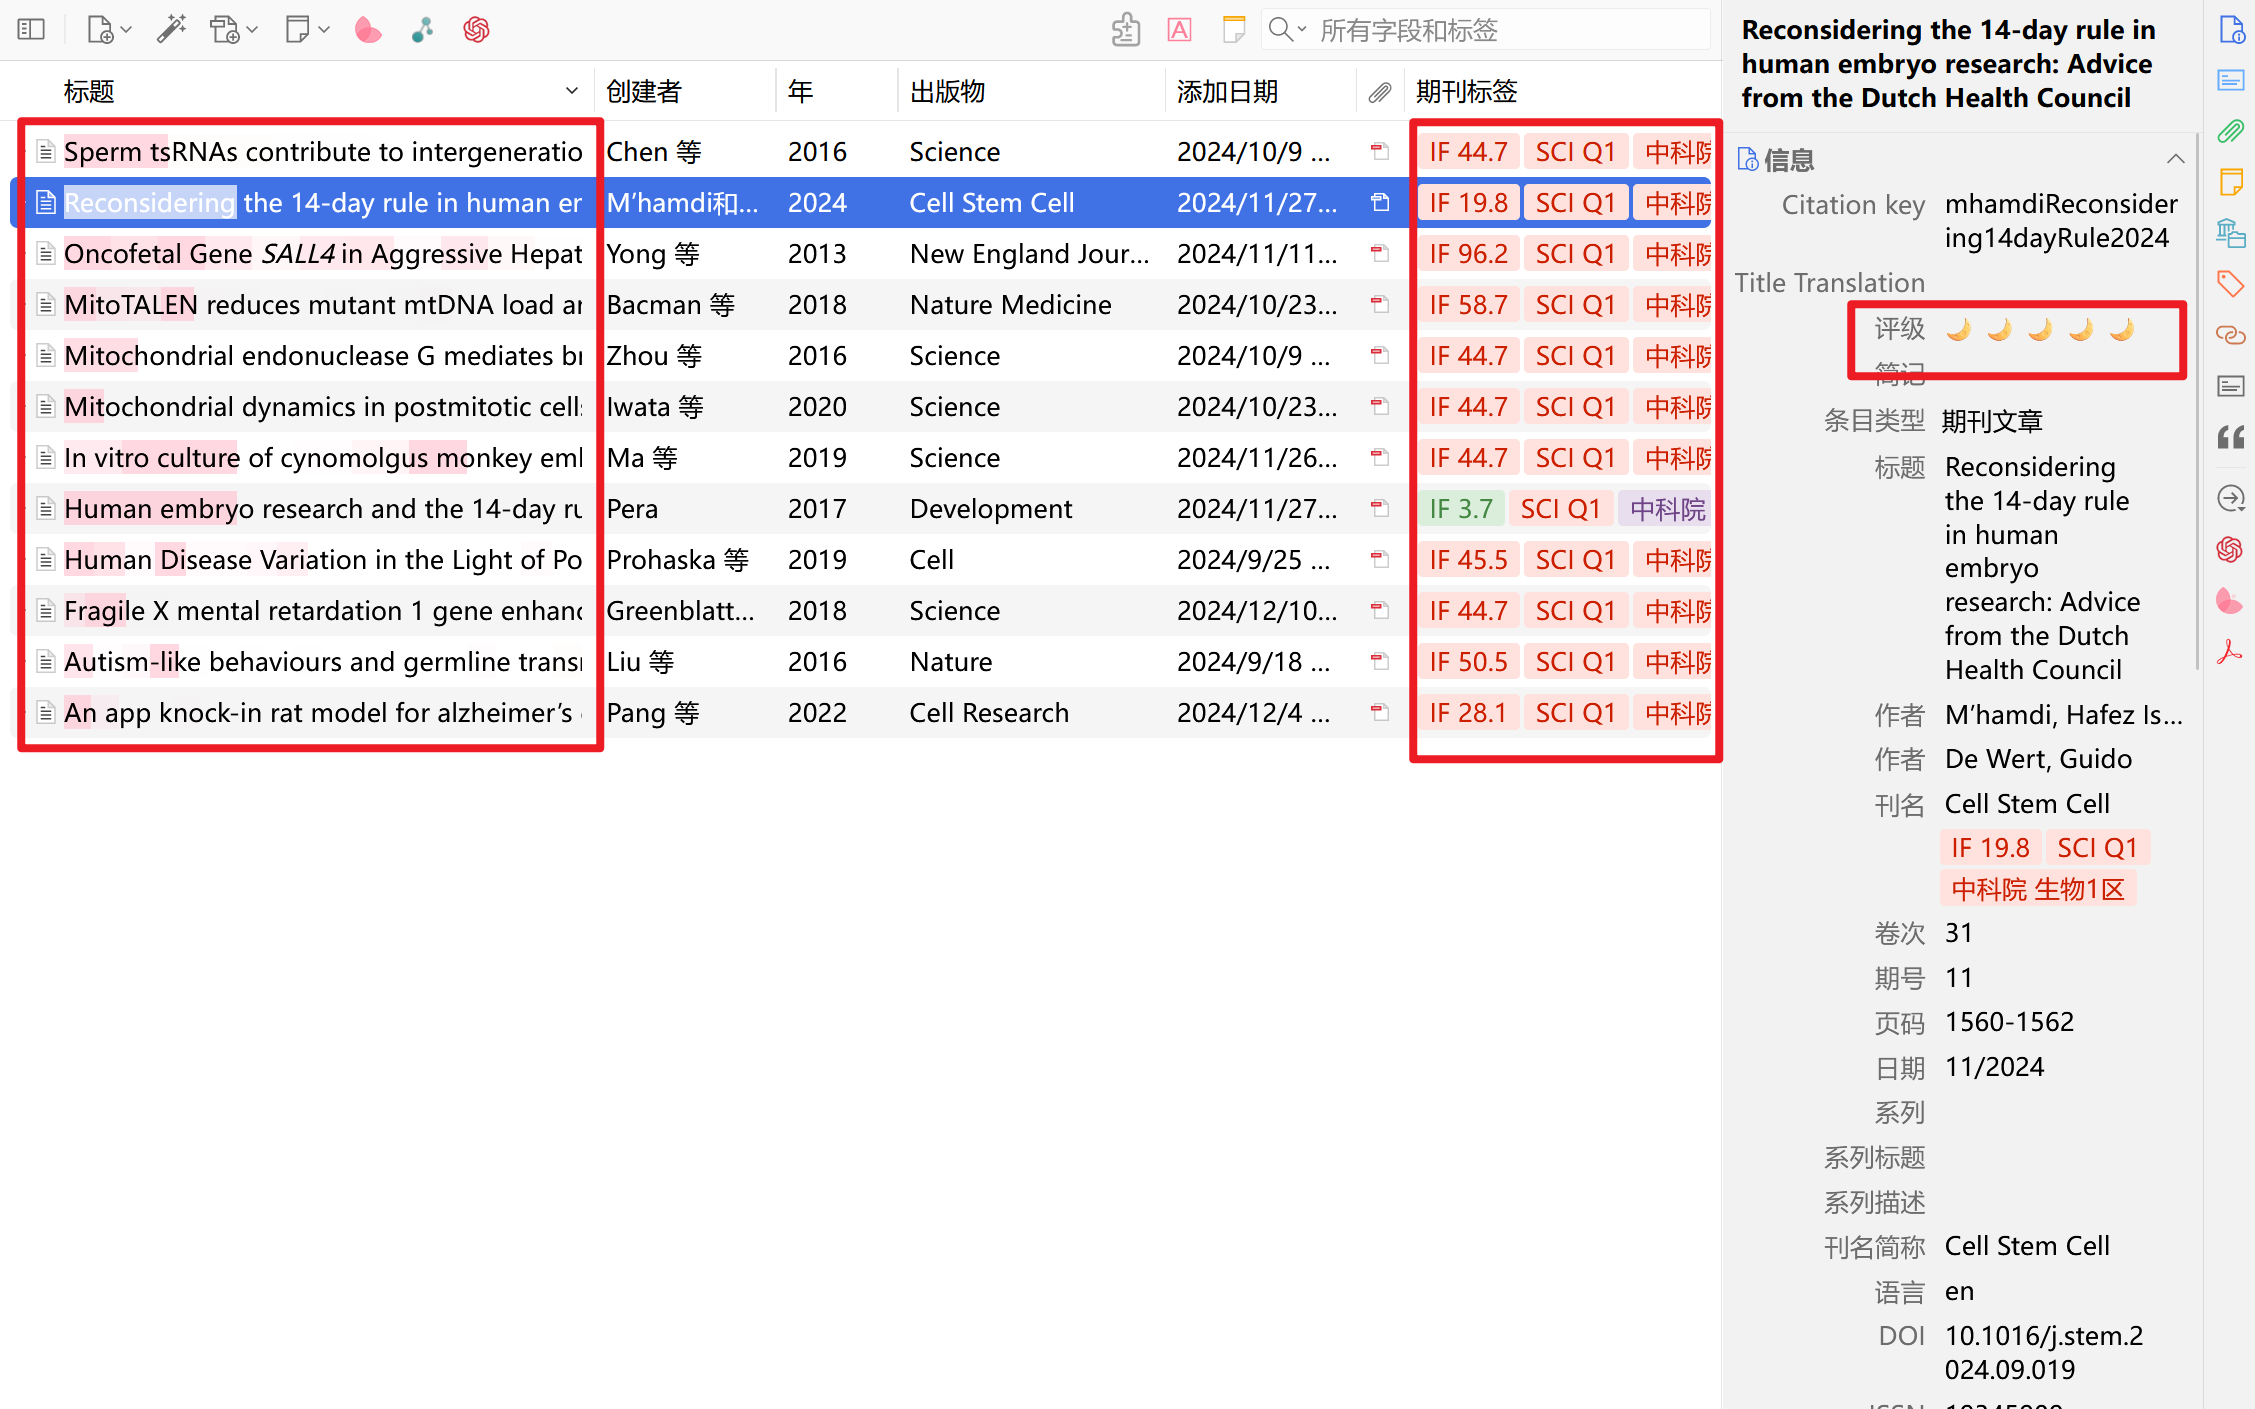 所有字段和标签
标题 创建者 年 出版物 添加日期 期刊标签
Sperm tsRNAs contribute to intergeneratio Chen 等 2016 Science 2024/10/9 ... IF 44.7 SCI Q1 中科院
Reconsidering the 14-day rule in human er M’hamdi和... 2024 Cell Stem Cell 2024/11/27... IF 19.8 SCI Q1 中科院
Oncofetal Gene SALL4 in Aggressive Hepat Yong 等 2013 New England Jour... 2024/11/11... IF 96.2 SCI Q1 中科院
MitoTALEN reduces mutant mtDNA load ar Bacman 等 2018 Nature Medicine 2024/10/23... IF 58.7 SCI Q1 中科院
Mitochondrial endonuclease G mediates br Zhou 等 2016 Science 2024/10/9 ... IF 44.7 SCI Q1 中科院
Mitochondrial dynamics in postmitotic cells Iwata 等 2020 Science 2024/10/23... IF 44.7 SCI Q1 中科院
In vitro culture of cynomolgus monkey eml Ma 等 2019 Science 2024/11/26... IF 44.7 SCI Q1 中科院
Human embryo research and the 14-day ru Pera 2017 Development 2024/11/27... IF 3.7 SCI Q1 中科院
Human Disease Variation in the Light of Po Prohaska 等 2019 Cell 2024/9/25 ... IF 45.5 SCI Q1 中科院
Fragile X mental retardation 1 gene enhanc Greenblatt... 2018 Science 2024/12/10... IF 44.7 SCI Q1 中科院
Autism-like behaviours and germline transr Liu 等 2016 Nature 2024/9/18 ... IF 50.5 SCI Q1 中科院
An app knock-in rat model for alzheimer’s Pang 等 2022 Cell Research 2024/12/4 ... IF 28.1 SCI Q1 中科院
Reconsidering the 14-day rule in
human embryo research: Advice
from the Dutch Health Council
信息
Citation key mhamdiReconsider
ing14dayRule2024
Title Translation
评级
简记
条目类型 期刊文章
标题 Reconsidering
the 14-day rule
in human
embryo
research: Advice
from the Dutch
Health Council
作者 M’hamdi, Hafez Is...
作者 De Wert, Guido
刊名 Cell Stem Cell
IF 19.8 SCI Q1
中科院 生物1区
卷次 31
期号 11
页码 1560-1562
日期 11/2024
系列
系列标题
系列描述
刊名简称 Cell Stem Cell
语言 en
DOI 10.1016/j.stem.2
024.09.019